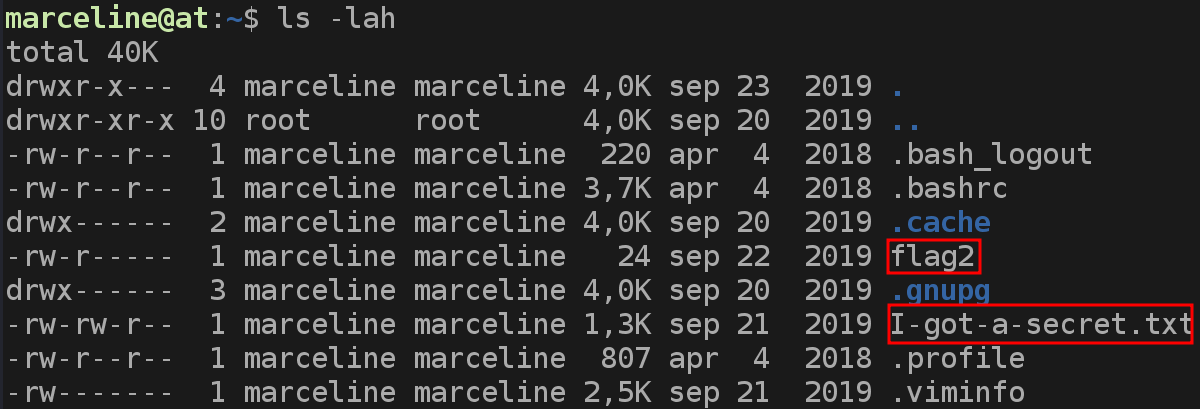 marceline@at:~$ ls -lah
total 40K
drwxr-x---  4 marceline marceline 4,0K sep 23  2019 .
drwxr-xr-x 10 root      root      4,0K sep 20  2019 ..
-rw-r--r--  1 marceline marceline  220 apr  4  2018 .bash_logout
-rw-r--r--  1 marceline marceline 3,7K apr  4  2018 .bashrc
drwx------  2 marceline marceline 4,0K sep 20  2019 .cache
-rw-r-----  1 marceline marceline   24 sep 22  2019 flag2
drwx------  3 marceline marceline 4,0K sep 20  2019 .gnupg
-rw-rw-r--  1 marceline marceline 1,3K sep 21  2019 I-got-a-secret.txt
-rw-r--r--  1 marceline marceline  807 apr  4  2018 .profile
-rw-------  1 marceline marceline 2,5K sep 21  2019 .viminfo